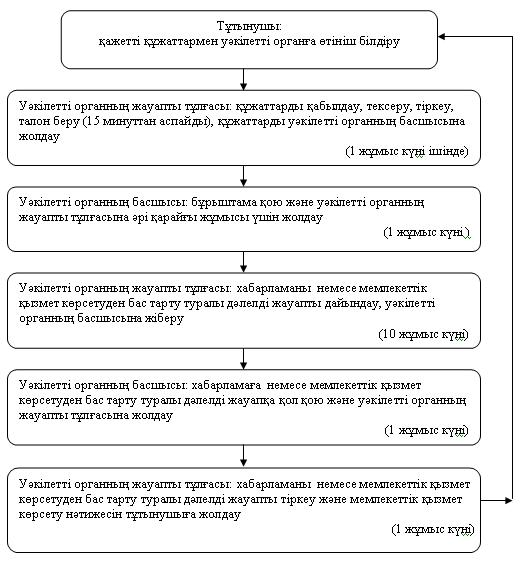 Тұтынушы:
қажетті құжаттармен уәкілетті органға өтініш білдіру
Уәкілетті органның жауапты тұлғасы: құжаттарды қабылдау, тексеру, тіркеу,
талон беру (15 минуттан аспайды), құжаттарды уәкілетті органның басшысына
жолдау
(1 жұмыс күні ішінде)
Уәкілетті органның басшысы: бұрыштама қою және уәкілетті органның
жауапты тұлғасына әрі қарайғы жұмысы үшін жолдау
(1 жұмыс күні)
Уәкілетті органның жауапты тұлғасы: хабарламаны немесе мемлекеттік
қызмет көрсетуден бас тарту туралы дәлелді жауапты дайындау, уәкілетті
органның басшысына жіберу
(10 жұмыс күні)
Уәкілетті органның басшысы: хабарламаға немесе мемлекеттік қызмет
көрсетуден бас тарту туралы дәлелді жауапқа қол қою және уәкілетті органның
жауапты тұлғасына жолдау
(1 жұмыс күні)
Уәкілетті органның жауапты тұлғасы: хабарламаны немесе мемлекеттік қызмет
көрсетуден бас тарту туралы дәлелді жауапты тіркеу және мемлекеттік қызмет
көрсету нәтижесін тұтынушыға жолдау
(1 жұмыс күні)